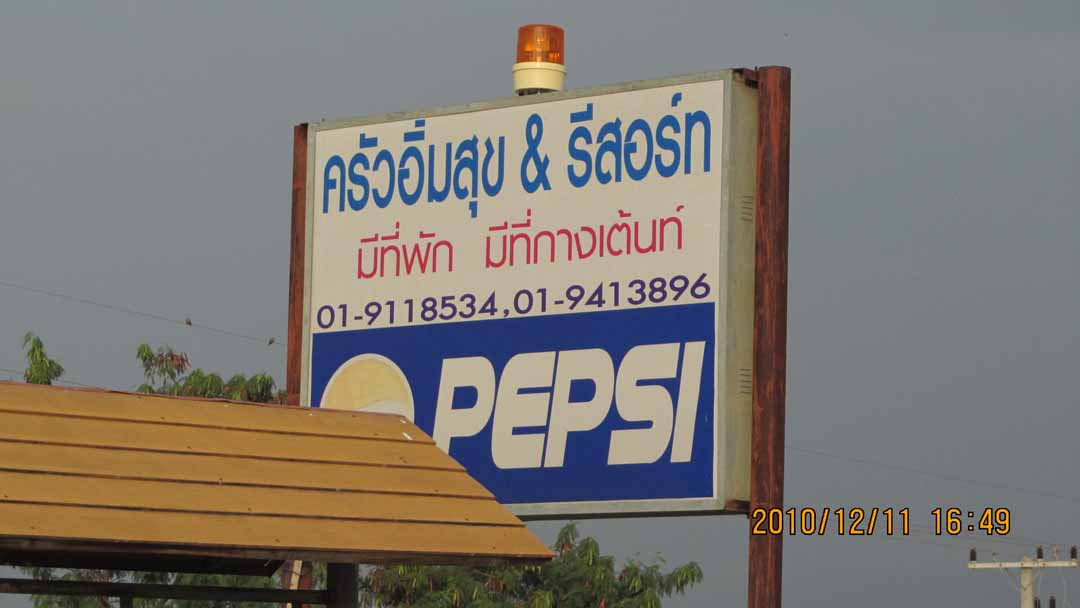 ครัวอิ่มสุข & รีสอร์ท
มีที่พัก มีที่กางเต้นท์
01-9118534,01-9413896
PEPSI
2010/12/11 16:49